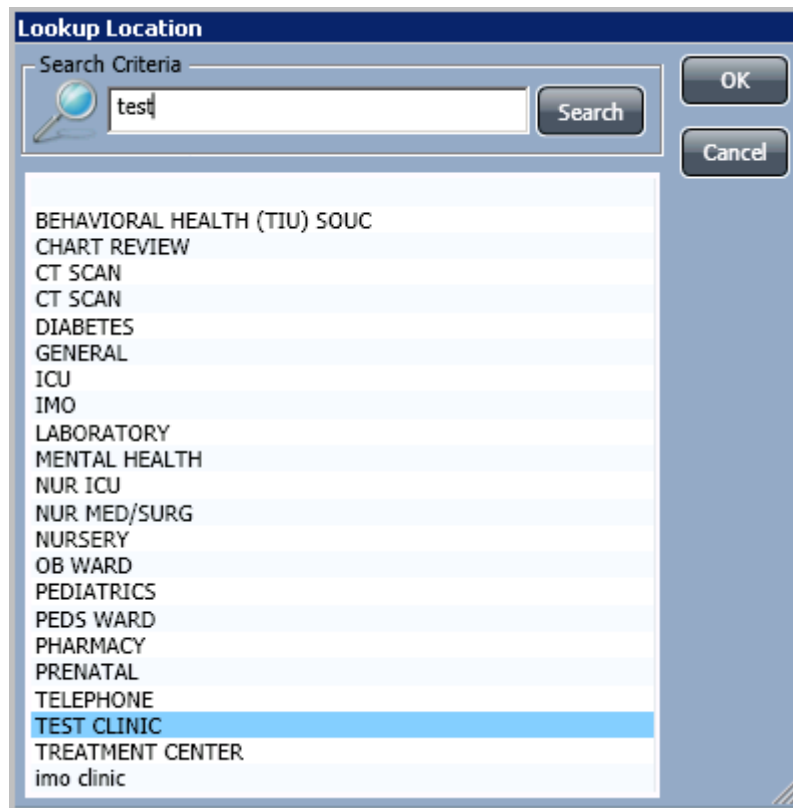 Lookup Location
Search Criteria
OK
test
Search
Cancel
BEHAVIORAL HEALTH (TIU) SOUC
CHART REVIEW
CT SCAN
CT SCAN
DIABETES
GENERAL
ICU
IMO
LABORATORY
MENTAL HEALTH
NUR ICU
NUR MED/SURG
NURSERY
OB WARD
PEDIATRICS
PEDS WARD
PHARMACY
PRENATAL
TELEPHONE
TEST CLINIC
TREATMENT CENTER
imo clinic